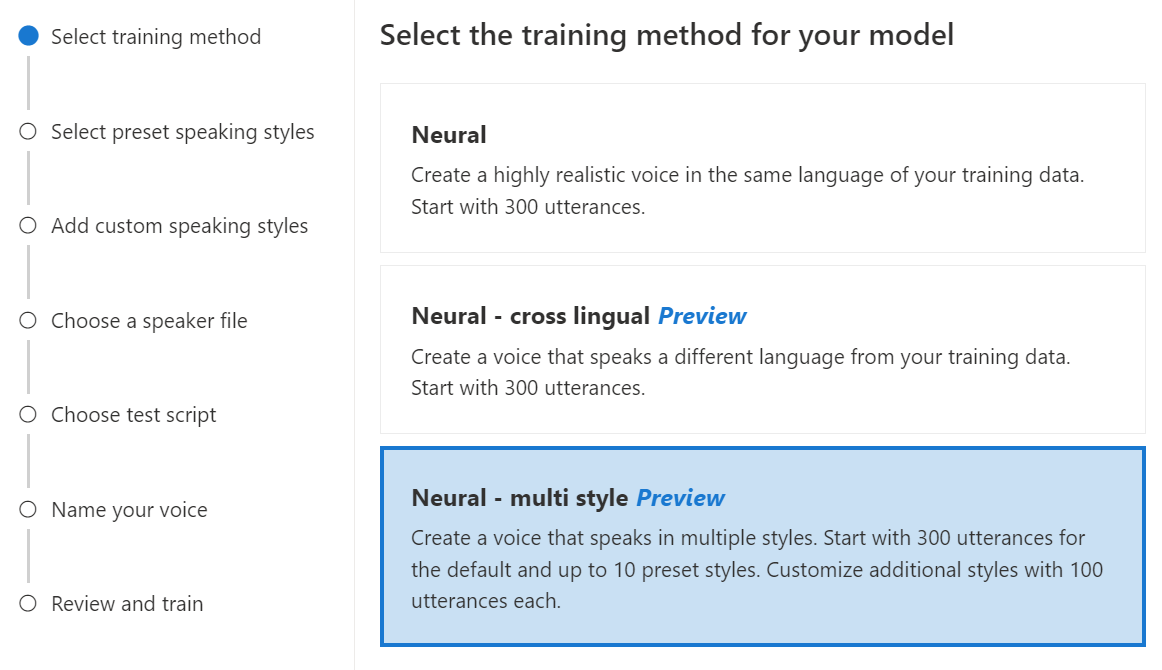 Select training method
Select preset speaking styles
Add custom speaking styles
Choose a speaker file
Choose test script
Name your voice
Review and train
Select the training method for your model
Neural
Create a highly realistic voice in the same language of your training data.
Start with 300 utterances.
Neural - cross lingual Preview
Create a voice that speaks a different language from your training data.
Start with 300 utterances.
Neural - multi style Preview
Create a voice that speaks in multiple styles. Start with 300 utterances for
the default and up to 10 preset styles. Customize additional styles with 100
utterances each.